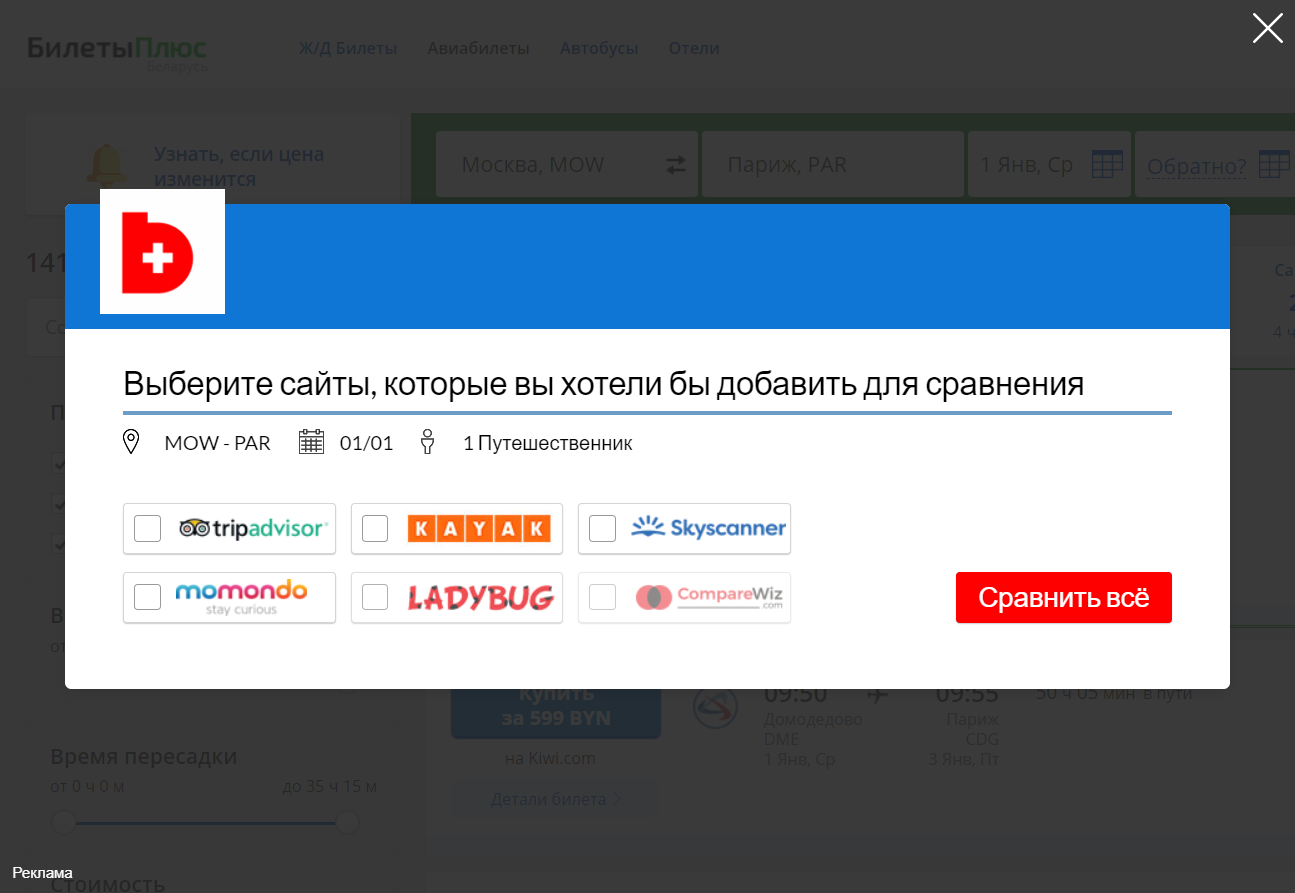 БилетыПлюс
Беларусь
Ж/Д Билеты Авиабилеты Автобусы Отели
Узнать, если цена
изменится
Москва, MOW
Париж, PAR
1 Янв, Ср
Обратно?
141
Выберите сайты, которые вы хотели бы добавить для сравнения
MOW - PAR 01/01 1 Путешественник
tripadvisor KAYAK Skyscanner
momondo
stay curious
LADYBUG
CompareWiz
.com
Сравнить всё
Купить
за 599 BYN
на Kiwi.com
Детали билета
09:50
Домодедово
DME
1 Янв, Ср
09:55
Париж
CDG
3 Янв, Пт
50 ч 05 мин в пути
Время пересадки
от 0 ч 0 м до 35 ч 15 м
Реклама
Стоимость